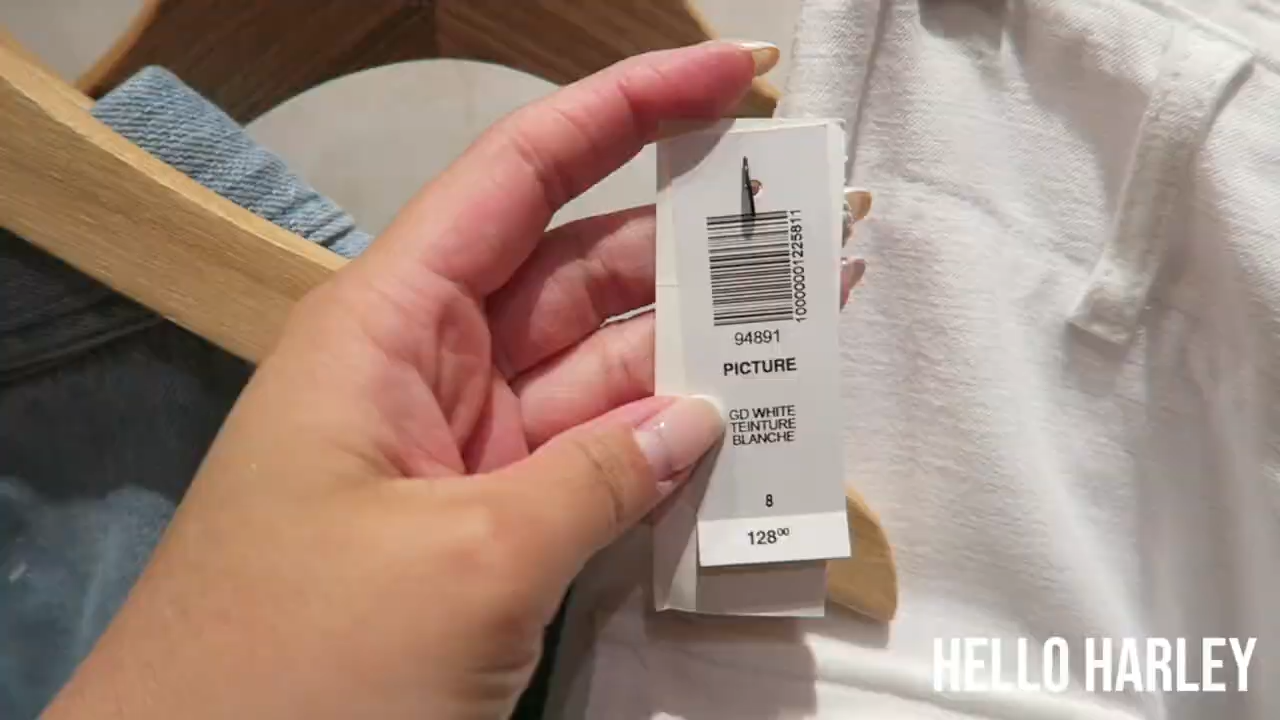 10000001225811
94891
PICTURE
GD WHITE
TEINTURE
BLANCHE
8
128⁰⁰
HELLO HARLEY